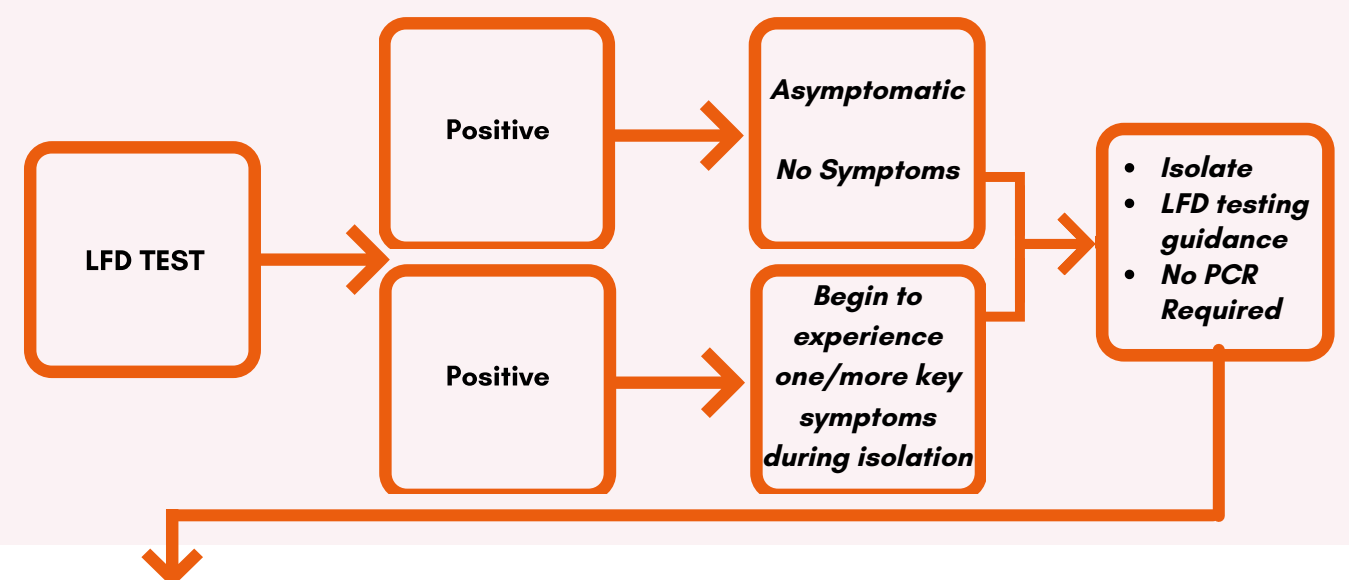 LFD TEST
Positive
Asymptomatic
No Symptoms
Positive
Begin to
experience
one/more key
symptoms
during isolation
• Isolate
• LFD testing
guidance
• No PCR
Required